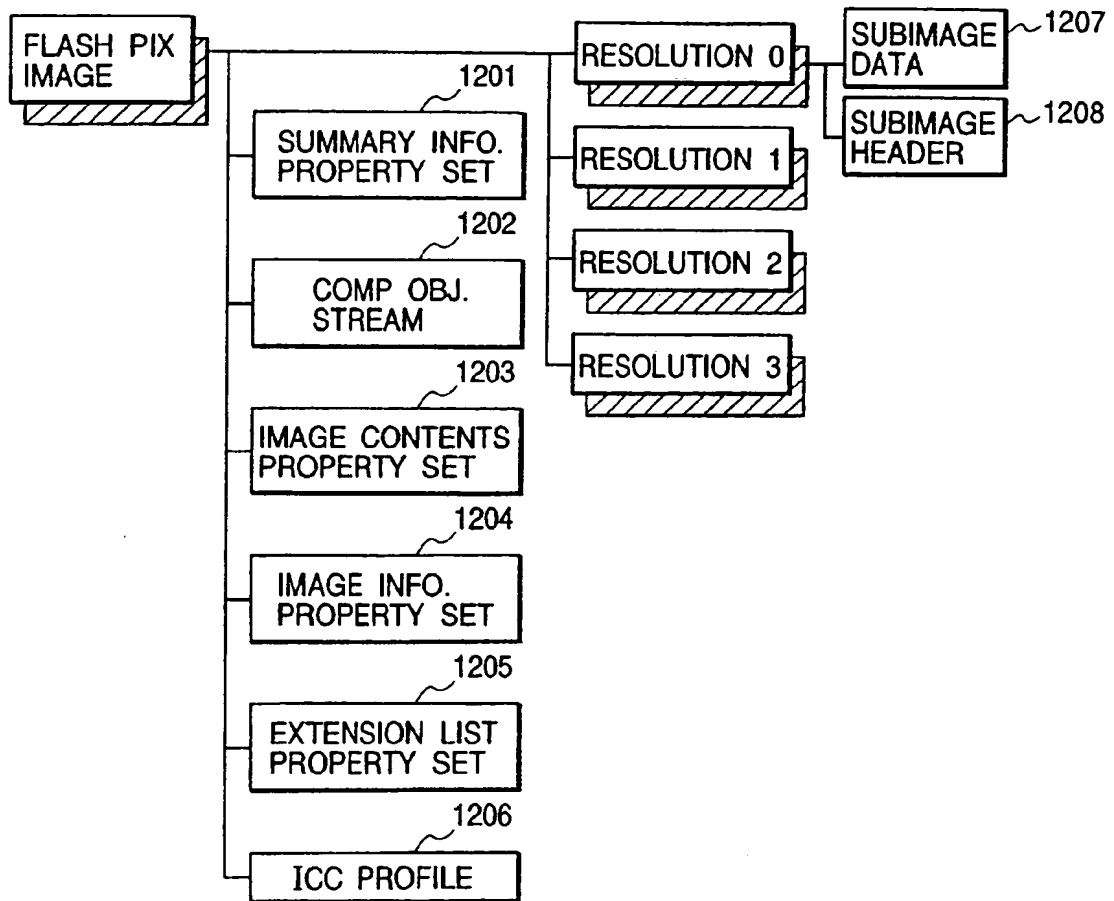 FLASH PIX
IMAGE
1201
SUMMARY INFO.
PROPERTY SET
1202
COMP OBJ.
STREAM
1203
IMAGE CONTENTS
PROPERTY SET
1204
IMAGE INFO.
PROPERTY SET
1205
EXTENSION LIST
PROPERTY SET
1206
ICC PROFILE
RESOLUTION 0
RESOLUTION 1
RESOLUTION 2
RESOLUTION 3
1207
SUBIMAGE
DATA
1208
SUBIMAGE
HEADER